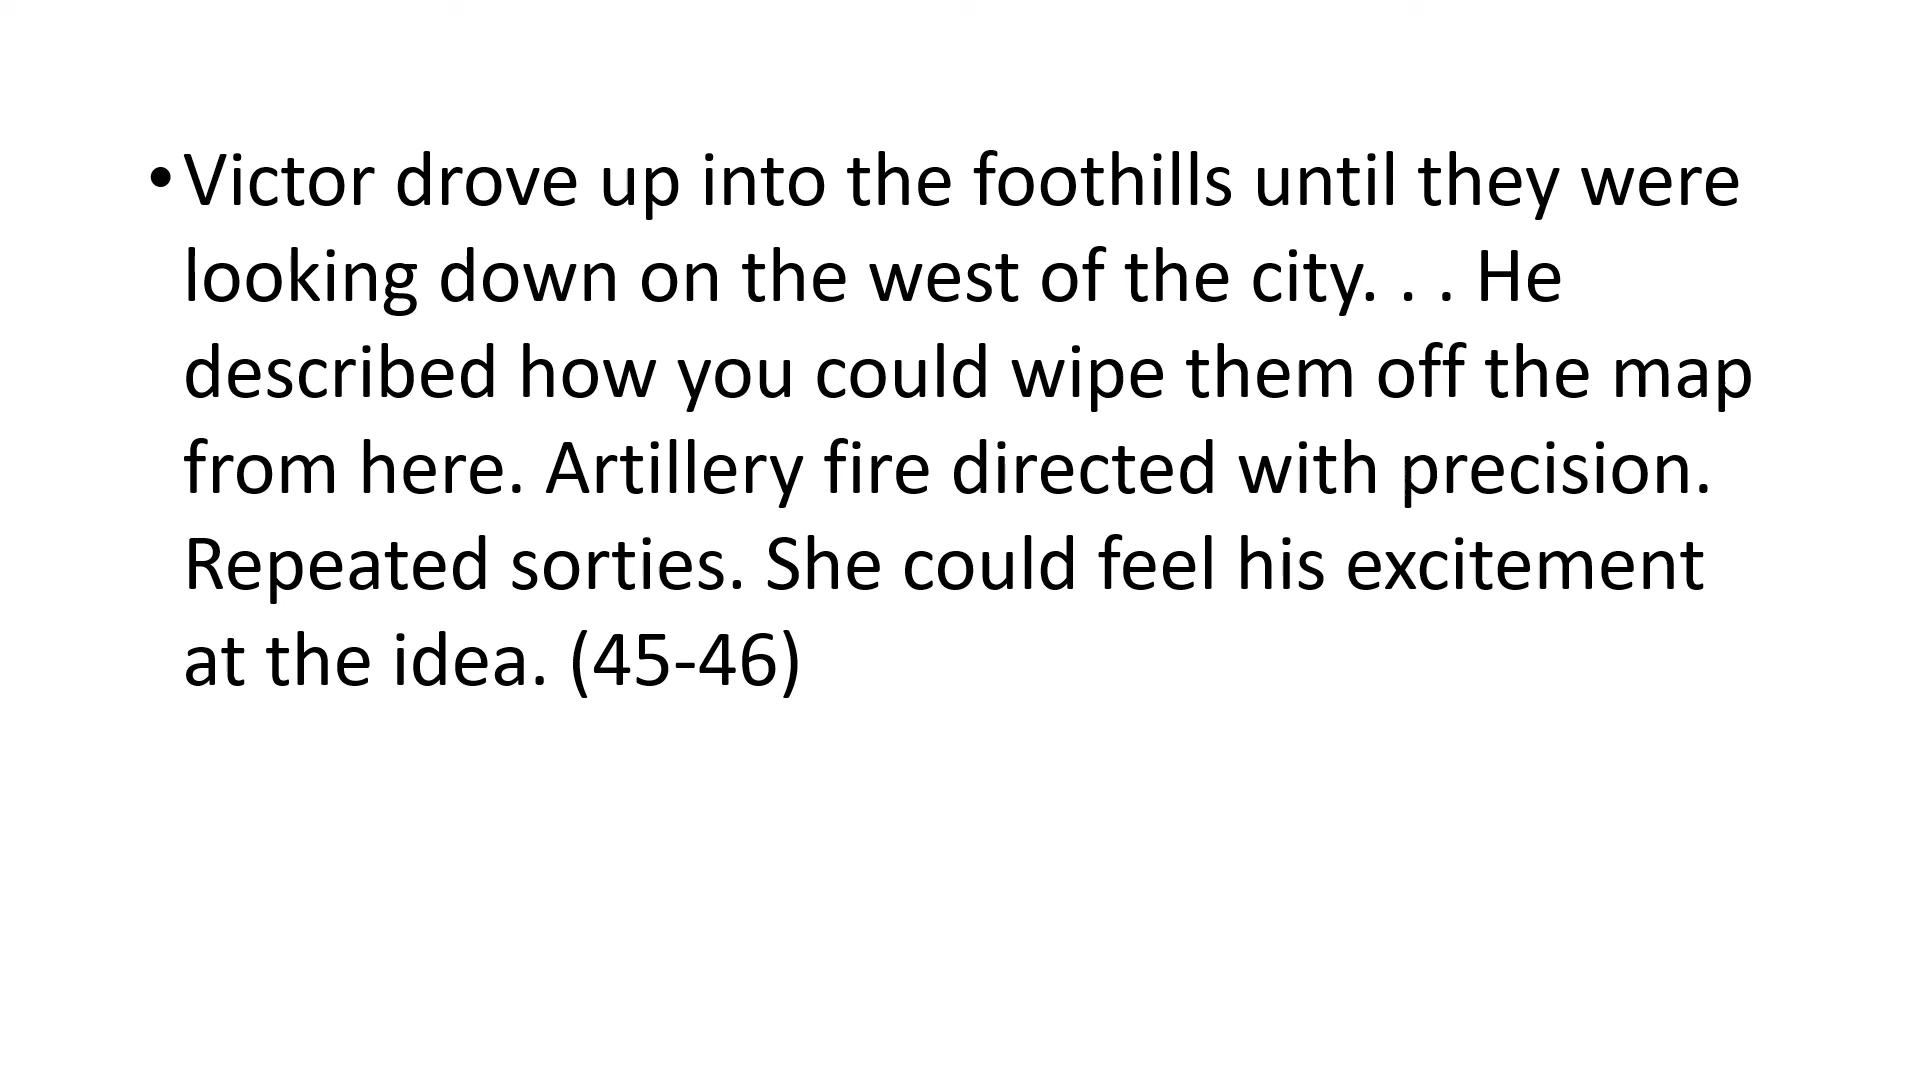 • Victor drove up into the foothills until they were
looking down on the west of the city. . . He
described how you could wipe them off the map
from here. Artillery fire directed with precision.
Repeated sorties. She could feel his excitement
at the idea. (45-46)